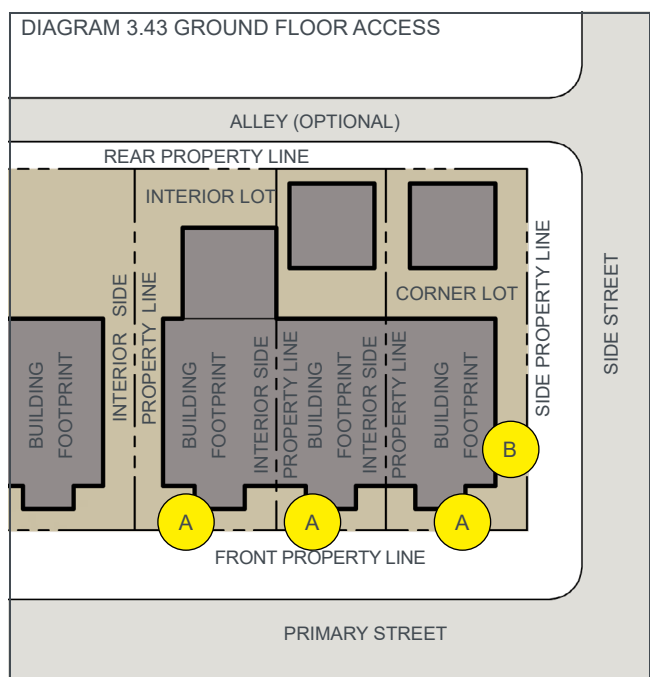 DIAGRAM 3.43 GROUND FLOOR ACCESS
ALLEY (OPTIONAL)
REAR PROPERTY LINE
INTERIOR LOT
CORNER LOT
INTERIOR SIDE
PROPERTY LINE
SIDE PROPERTY LINE
SIDE STREET
BUILDING
FOOTPRINT
BUILDING
FOOTPRINT
INTERIOR SIDE
PROPERTY LINE
BUILDING
FOOTPRINT
INTERIOR SIDE
PROPERTY LINE
BUILDING
FOOTPRINT
B
A
A
A
FRONT PROPERTY LINE
PRIMARY STREET